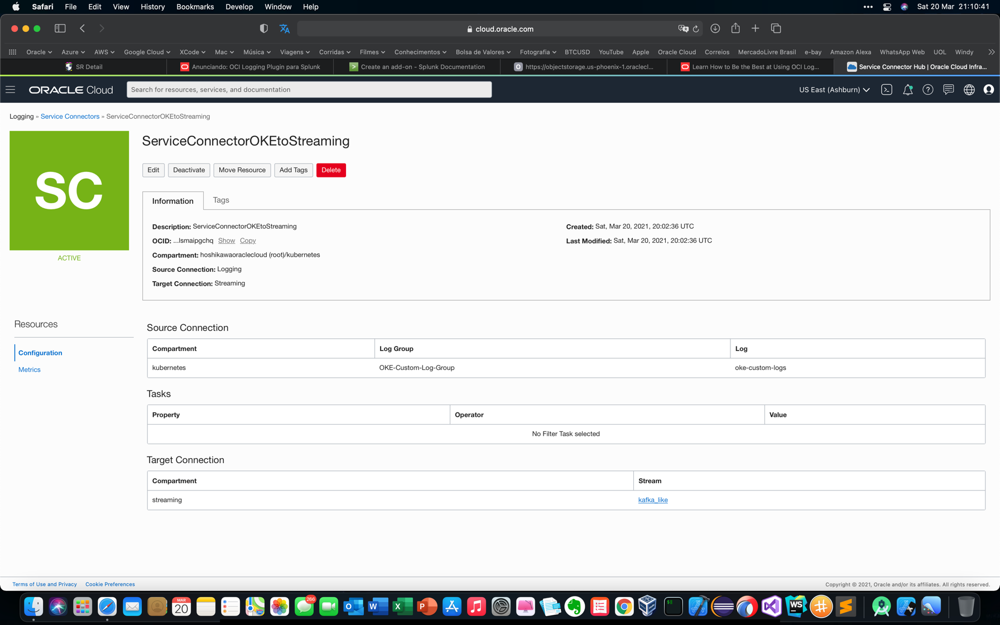 Safari File Edit View History Bookmarks Develop Window Help Sat 20 Mar 21:10:41
cloud.oracle.com
Oracle Azure AWS Google Cloud XCode Mac Música Viagens Corridas Filmes Conhecimentos Bolsa de Valores Fotografia BTCUSD YouTube Apple Oracle Cloud Correios MercadoLivre Brasil e-bay Amazon Alexa WhatsApp Web UOL Windy
SR Detail Anunciando: OCI Logging Plugin para Splunk Create an add-on - Splunk Documentation https://objectstorage.us-phoenix-1.oraclecl... Learn How to Be the Best at Using OCI Log... Service Connector Hub | Oracle Cloud Infra...
ORACLE Cloud Search for resources, services, and documentation US East (Ashburn)
Logging » Service Connectors » ServiceConnectorOKEtoStreaming
SC
ACTIVE
ServiceConnectorOKEtoStreaming
Edit Deactivate Move Resource Add Tags Delete
Information Tags
Description: ServiceConnectorOKEtoStreaming
OCID: ...lsmaipgchq Show Copy
Compartment: hoshikawaoraclecloud (root)/kubernetes
Source Connection: Logging
Target Connection: Streaming
Created: Sat, Mar 20, 2021, 20:02:36 UTC
Last Modified: Sat, Mar 20, 2021, 20:02:36 UTC
Resources
Configuration
Metrics
Source Connection
Compartment Log Group Log
kubernetes OKE-Custom-Log-Group oke-custom-logs
Tasks
Property Operator Value
No Filter Task selected
Target Connection
Compartment Stream
streaming kafka_like
Terms of Use and Privacy Cookie Preferences Copyright © 2021, Oracle and/or its affiliates. All rights reserved.
MAR
20
266
W X P WS